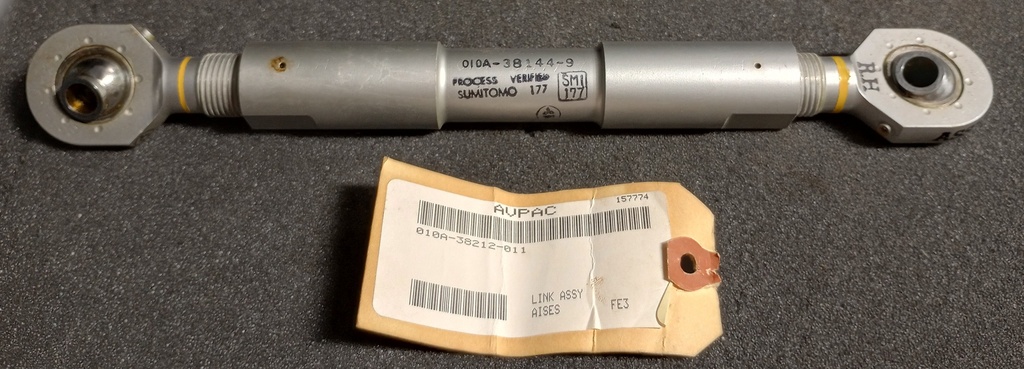 010A-38144-9
PROCESS VERIFIED
SUMITOMO 177
SMI
177
R.H.
157774
AVPAC
010A-38212-011
LINK ASSY
AISES FE3